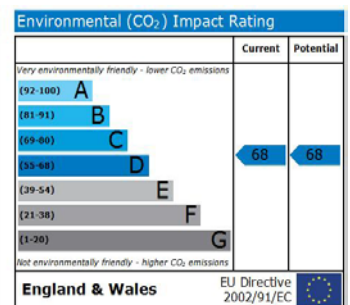 Environmental (CO₂) Impact Rating
Current Potential
Very environmentally friendly - lower CO₂ emissions
(92-100) A
(81-91) B
(69-80) C
(55-68) D 68 68
(39-54) E
(21-38) F
(1-20) G
Not environmentally friendly - higher CO₂ emissions
England & Wales EU Directive
2002/91/EC